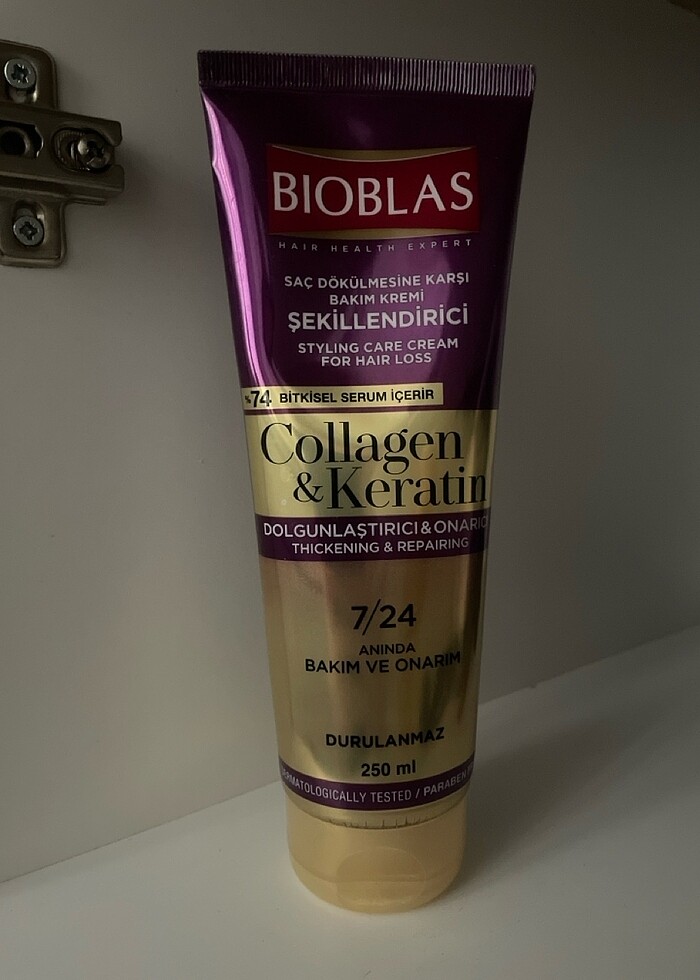 BIOBLAS
HAIR HEALTH EXPERT
SAÇ DÖKÜLMESİNE KARŞI
BAKIM KREMİ
ŞEKİLLENDİRİCİ
STYLING CARE CREAM
FOR HAIR LOSS
%74 BİTKİSEL SERUM İÇERİR
Collagen
&Keratin
DOLGUNLAŞTIRICI&
THICKENING & REPAIRING
7/24
ANINDA
BAKIM VE ONARIM
DURULANMAZ
250 ml
TESTED /